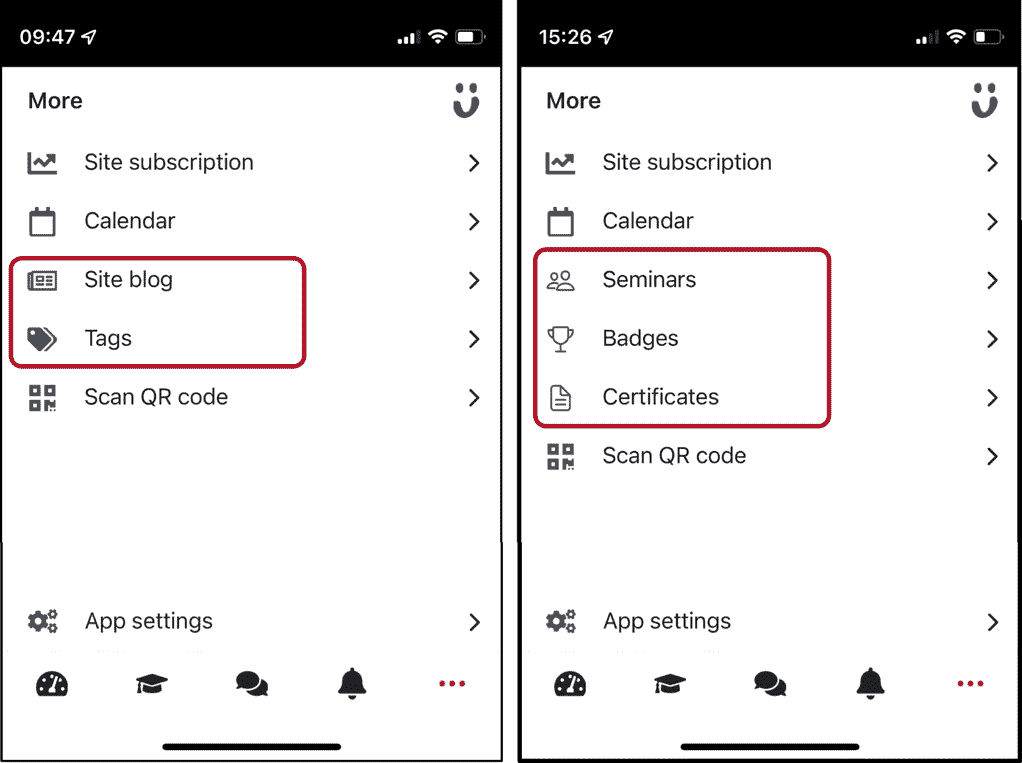 09:47
More
Site subscription
Calendar
Site blog
Tags
Scan QR code
App settings
15:26
More
Site subscription
Calendar
Seminars
Badges
Certificates
Scan QR code
App settings